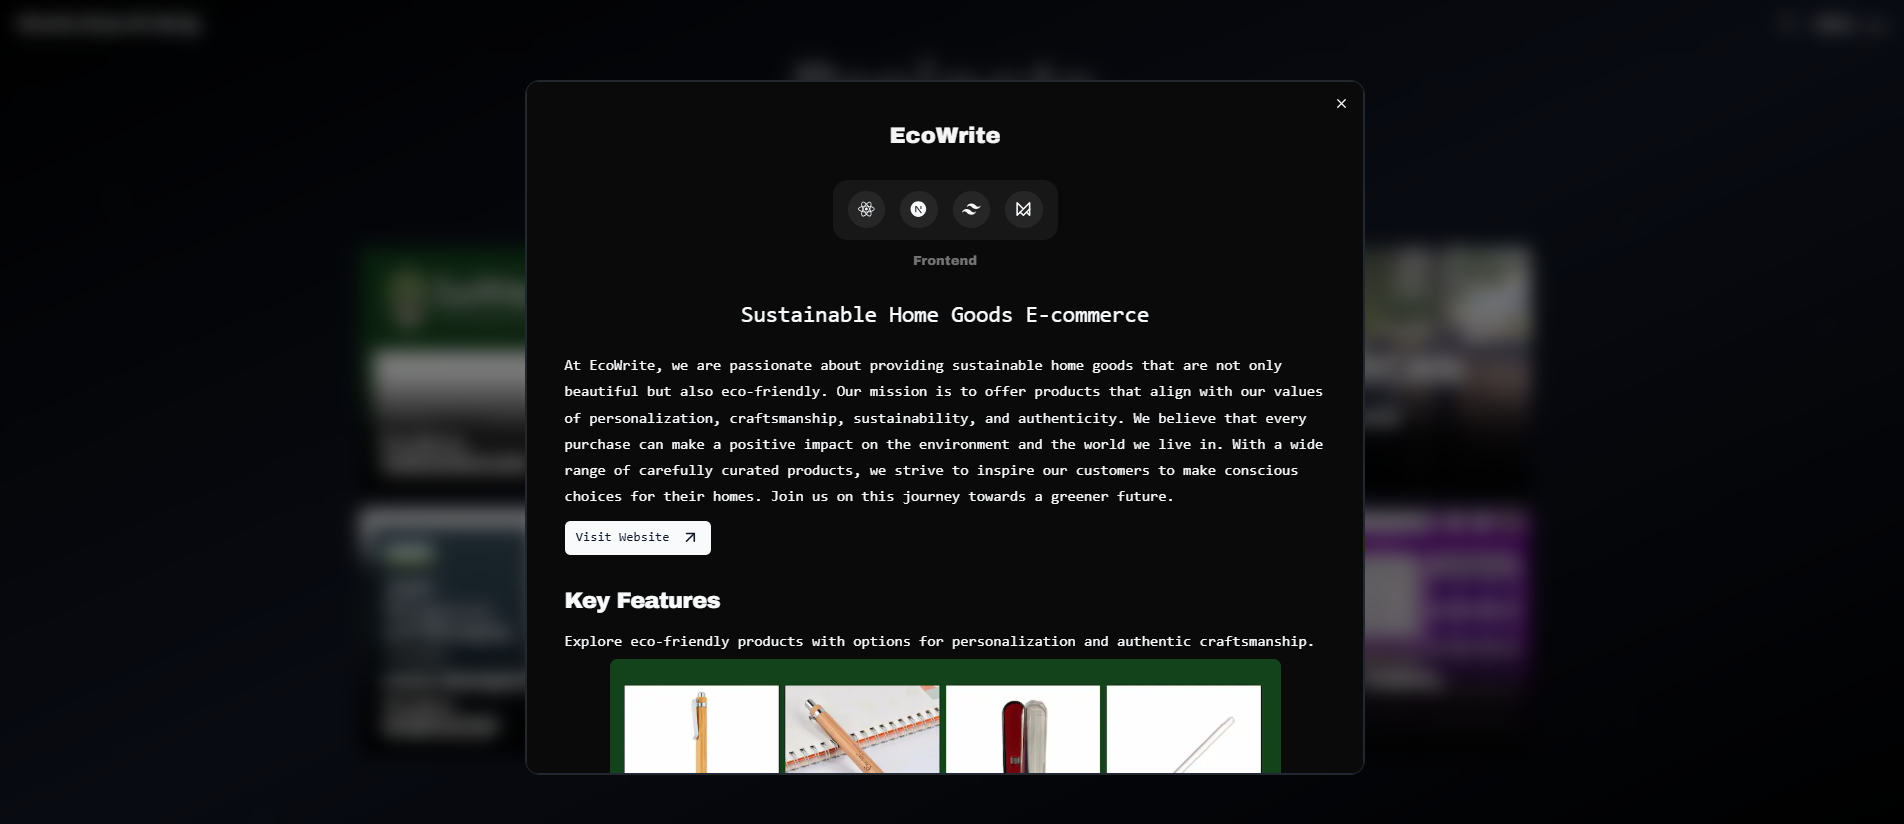 EcoWrite
Frontend
Sustainable Home Goods E-commerce
At EcoWrite, we are passionate about providing sustainable home goods that are not only
beautiful but also eco-friendly. Our mission is to offer products that align with our values
of personalization, craftsmanship, sustainability, and authenticity. We believe that every
purchase can make a positive impact on the environment and the world we live in. With a wide
range of carefully curated products, we strive to inspire our customers to make conscious
choices for their homes. Join us on this journey towards a greener future.
Visit Website
Key Features
Explore eco-friendly products with options for personalization and authentic craftsmanship.